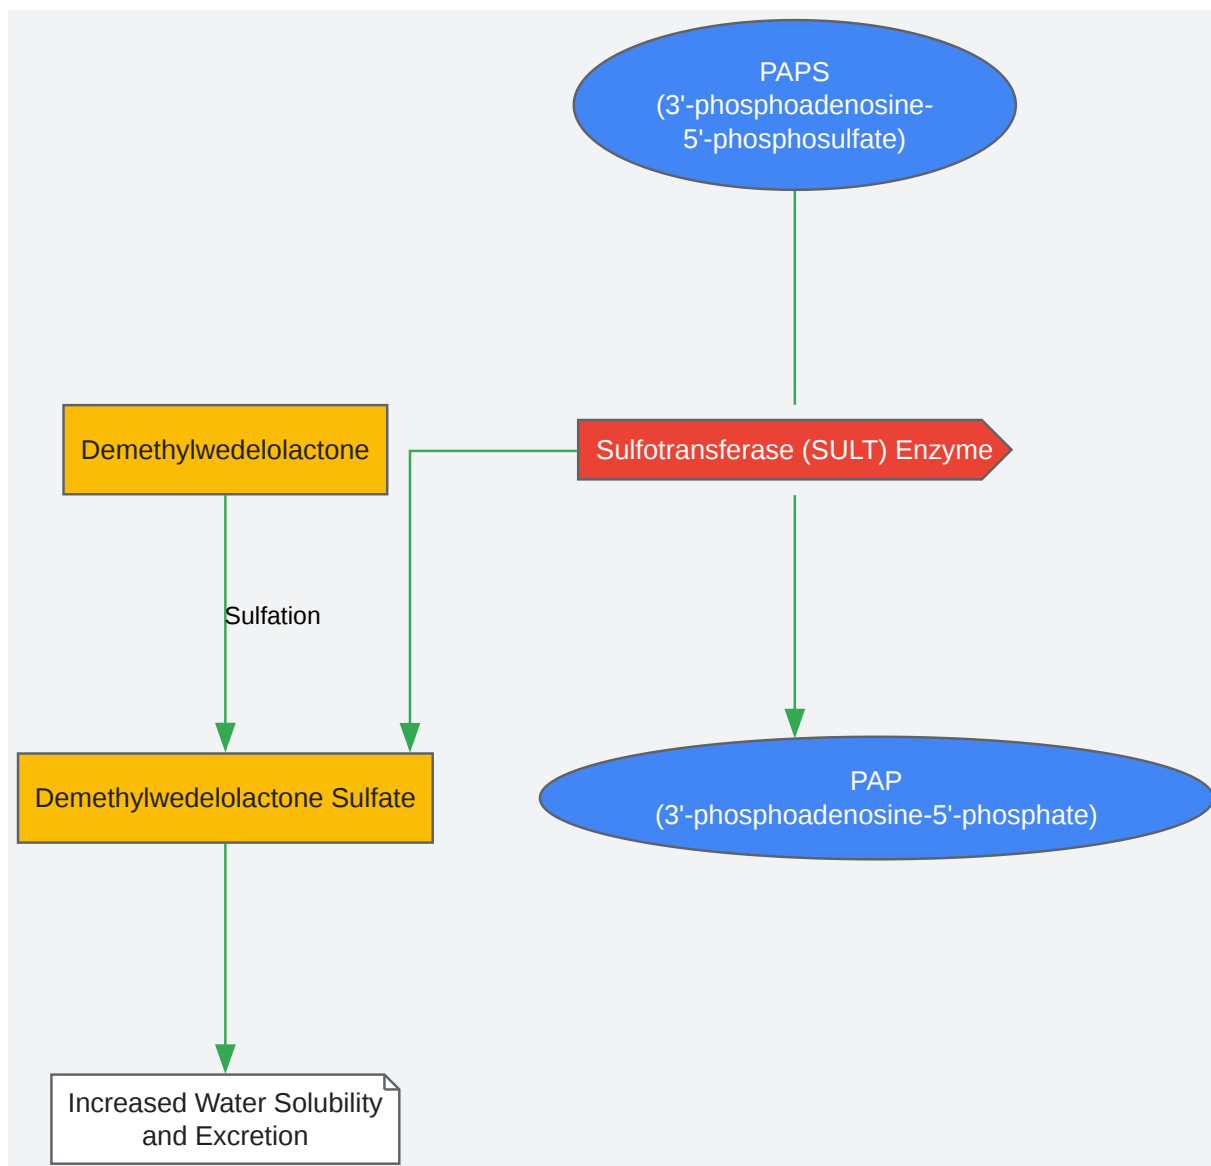 PAPS
(3'-phosphoadenosine-
5'-phosphosulfate)
Demethylwedelolactone
Sulfotransferase (SULT) Enzyme
Sulfation
Demethylwedelolactone Sulfate
PAP
(3'-phosphoadenosine-5'-phosphate)
Increased Water Solubility
and Excretion